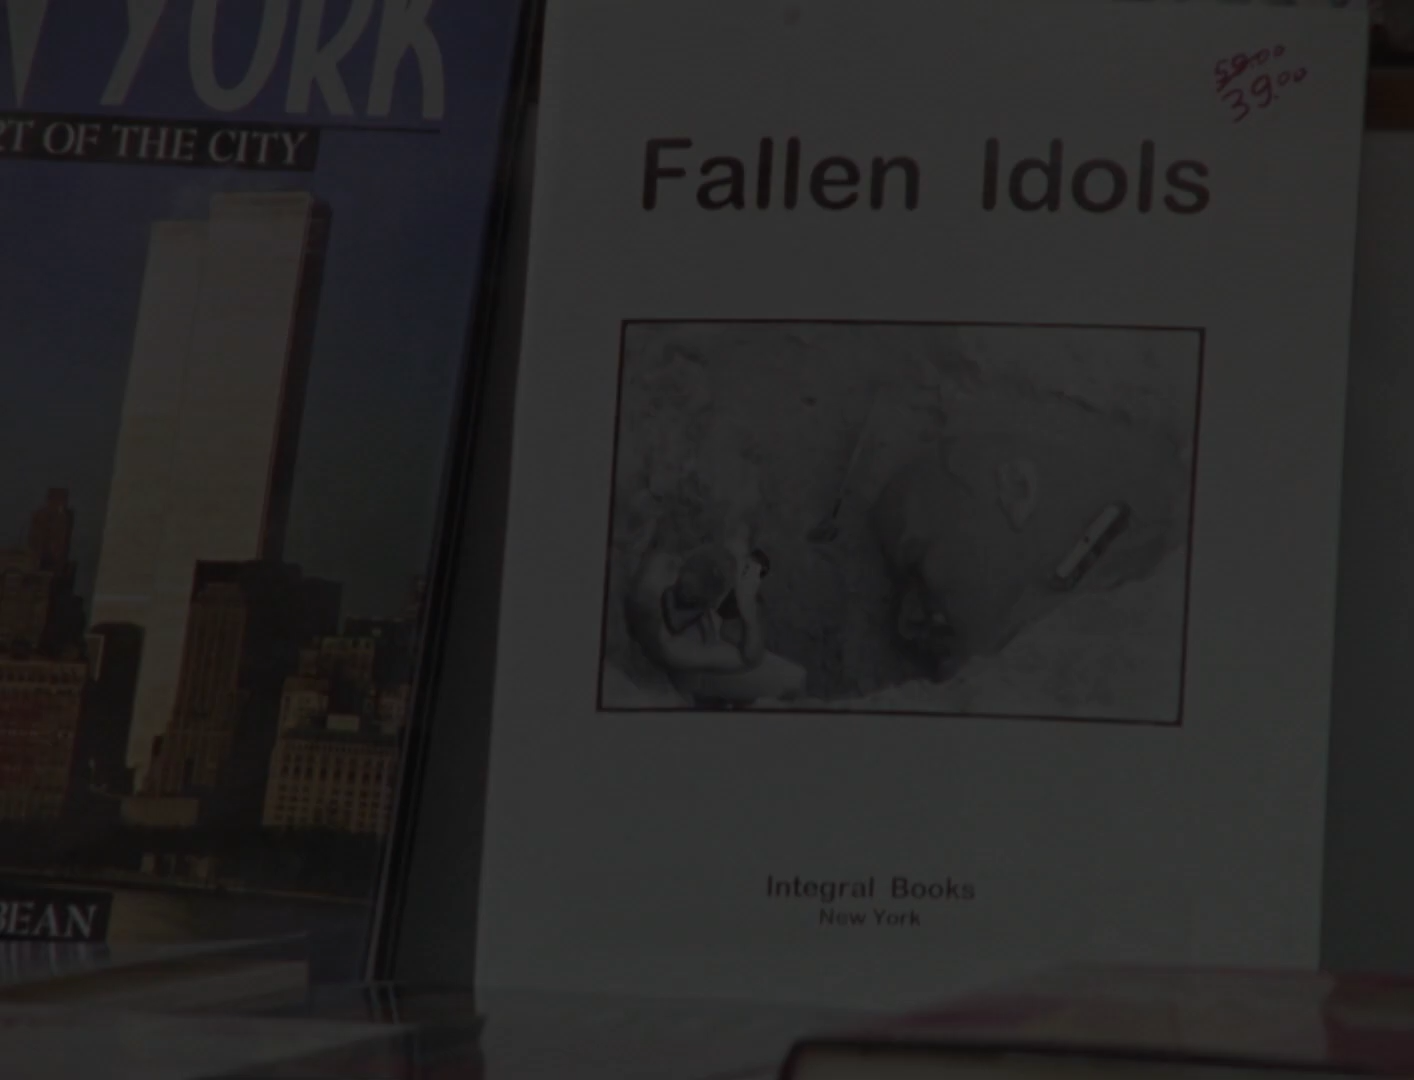 YORK
RT OF THE CITY
BEAN
59.00
39.00
Fallen Idols
Integral Books
New York